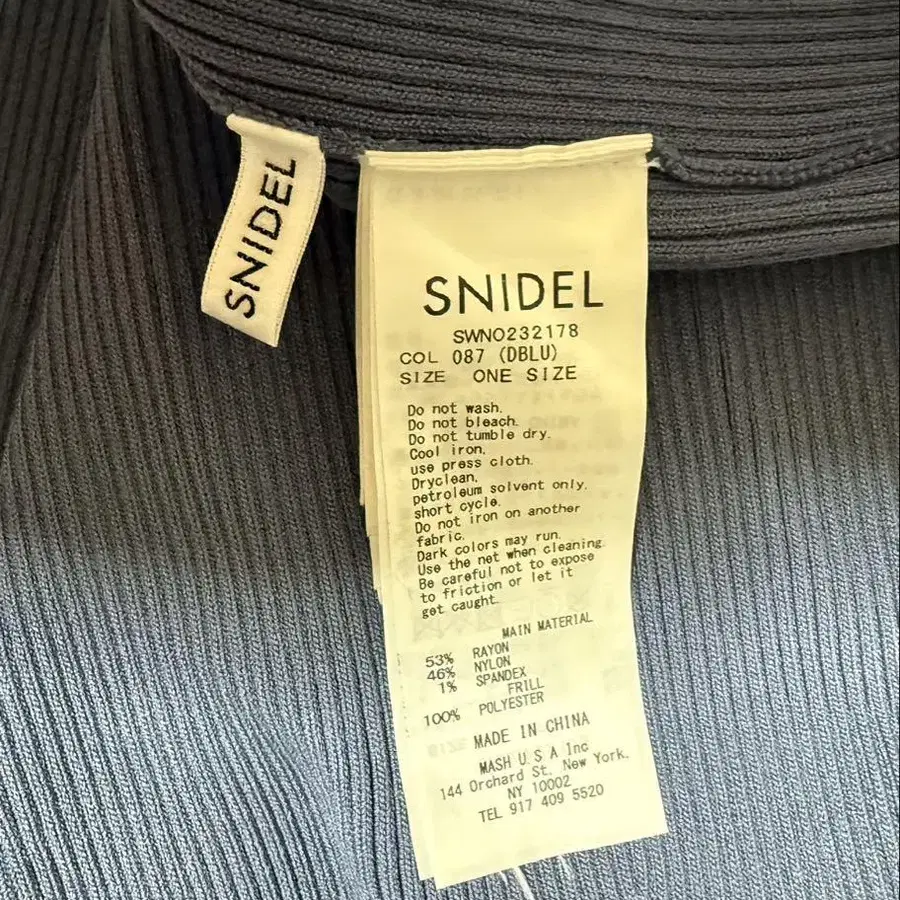 SNIDEL
SNIDEL
SWNO232178
COL 087 (DBLU)
SIZE ONE SIZE
Do not wash.
Do not bleach.
Do not tumble dry.
Cool iron,
use press cloth.
Dryclean,
petroleum solvent only,
short cycle.
Do not iron on another
fabric.
Dark colors may run.
Use the net when cleaning.
Be careful not to expose
to friction or let it
get caught.
MAIN MATERIAL
53% RAYON
46% NYLON
1% SPANDEX
FRILL
100% POLYESTER
MADE IN CHINA
MASH U.S A Inc
144 Orchard St. New York,
NY 10002
TEL 917 409 5520